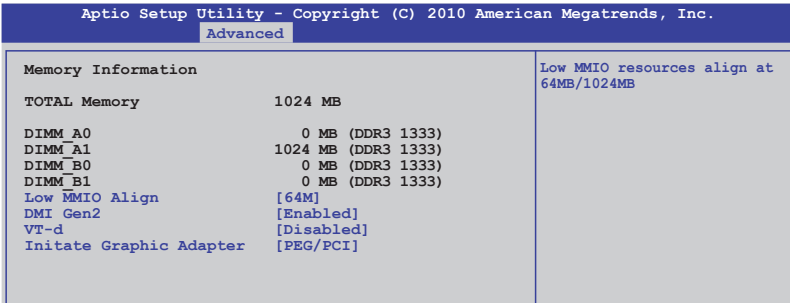 Aptio Setup Utility - Copyright (C) 2010 American Megatrends, Inc.
Advanced
Memory Information
TOTAL Memory 1024 MB
DIMM_A0 0 MB (DDR3 1333)
DIMM_A1 1024 MB (DDR3 1333)
DIMM_B0 0 MB (DDR3 1333)
DIMM_B1 0 MB (DDR3 1333)
Low MMIO Align [64M]
DMI Gen2 [Enabled]
VT-d [Disabled]
Initate Graphic Adapter [PEG/PCI]
Low MMIO resources align at
64MB/1024MB